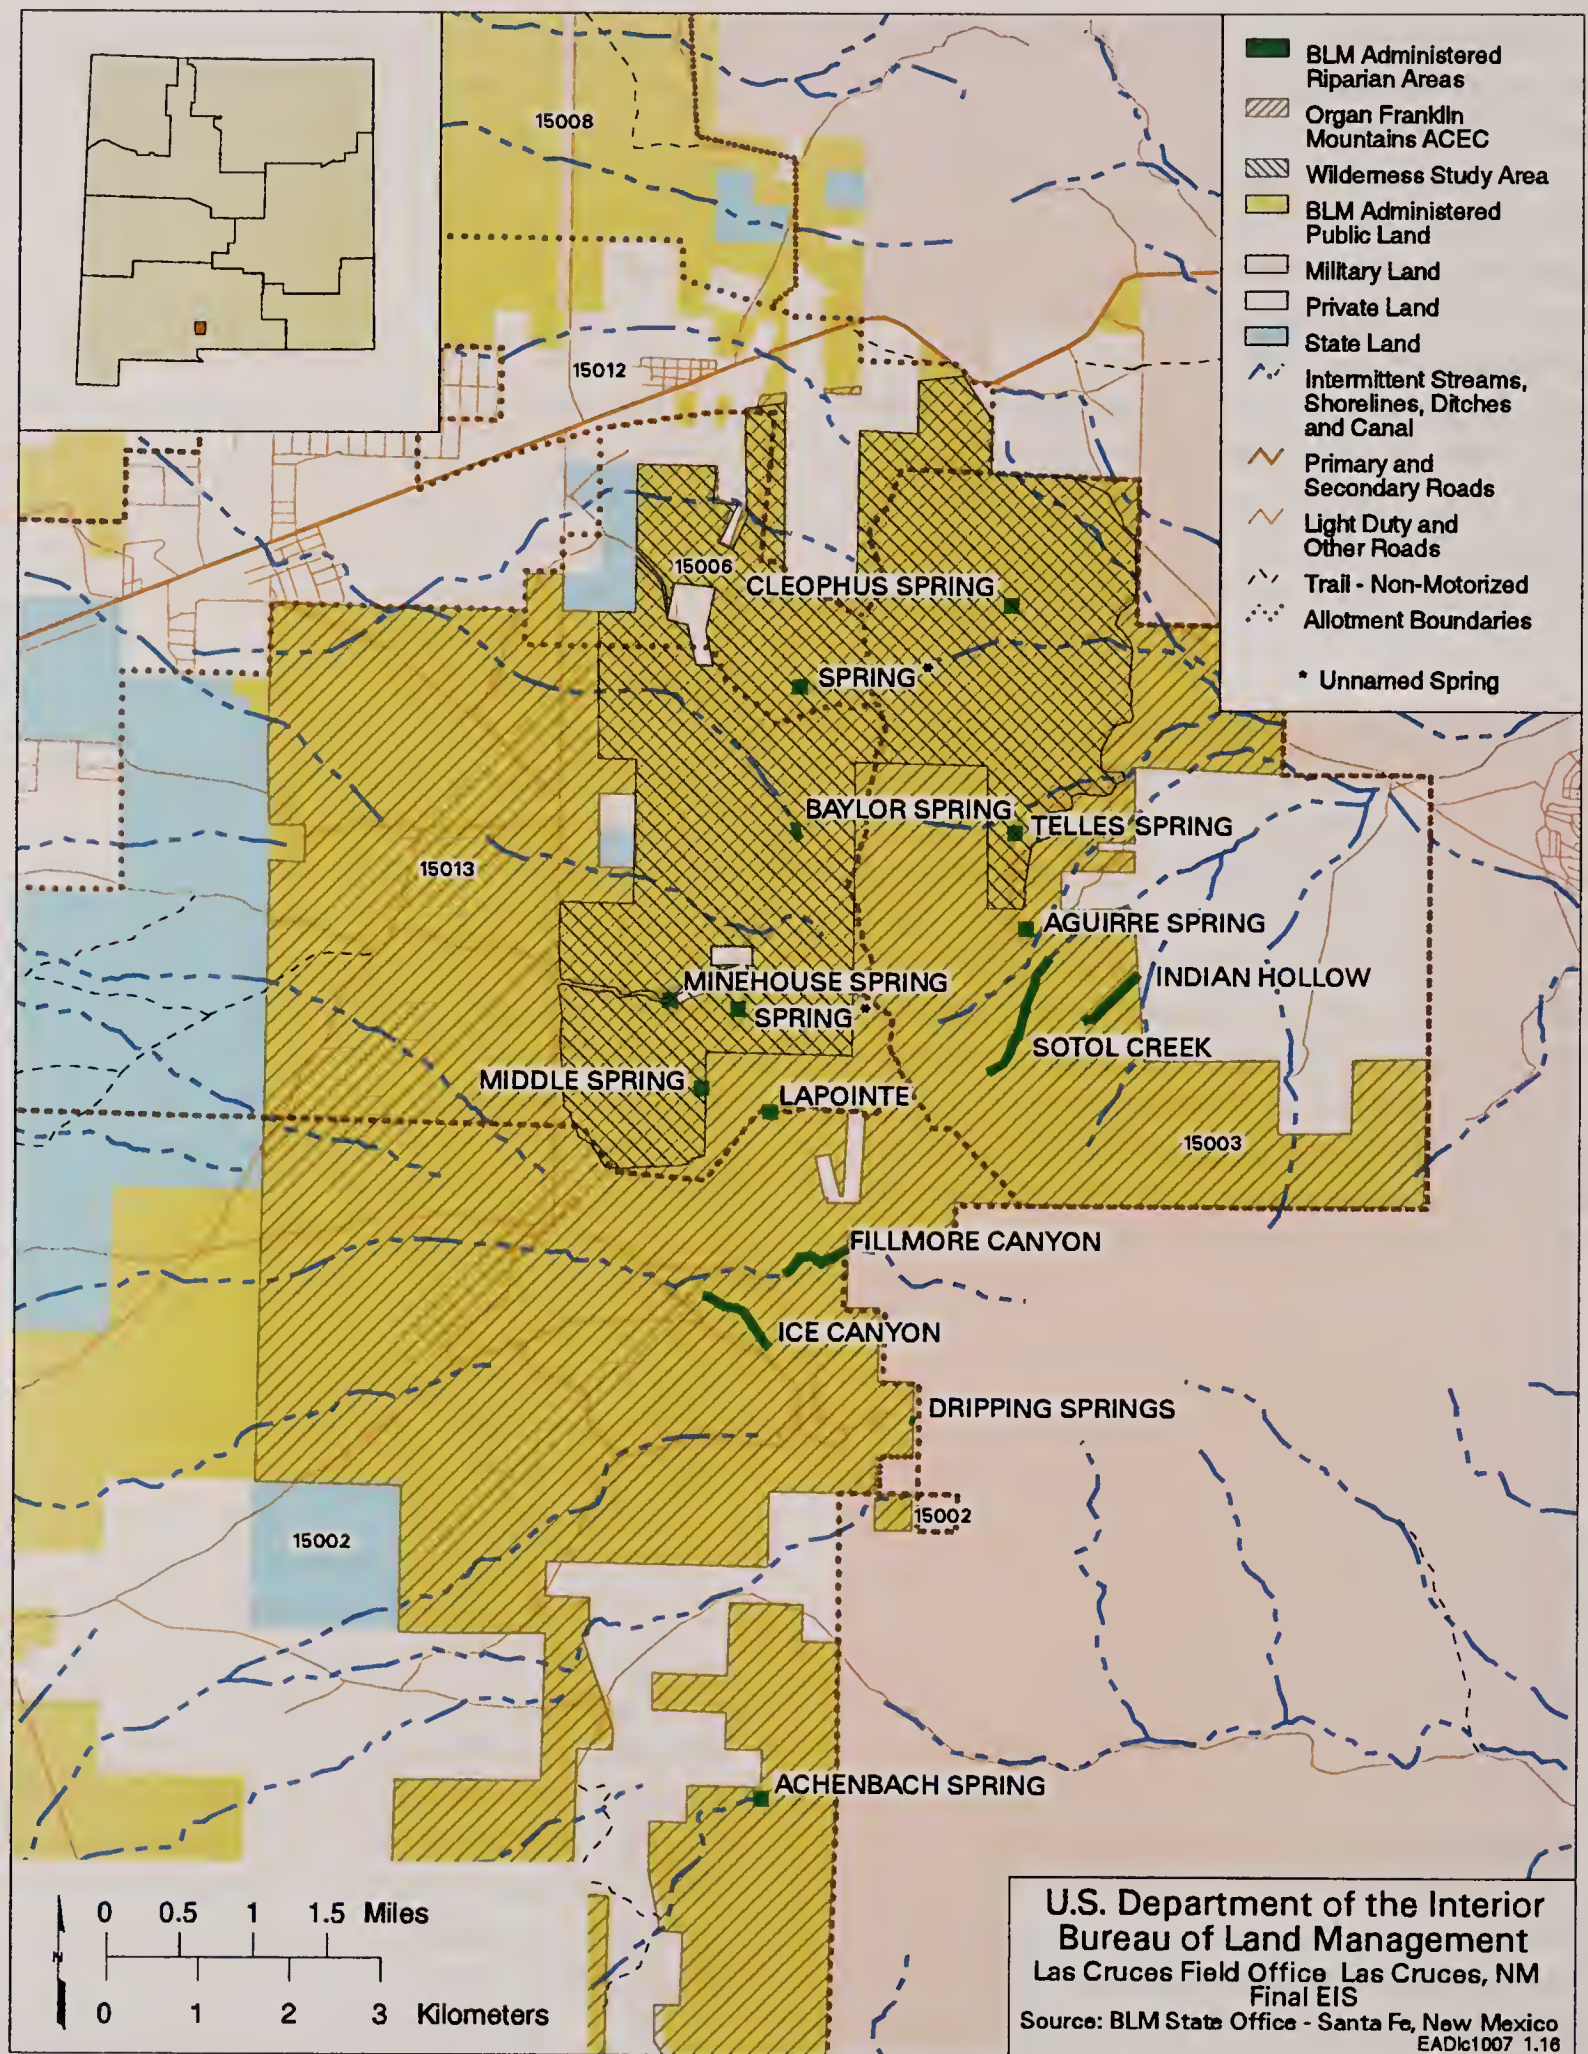 BLM Administered
Riparian Areas
Organ Franklin
Mountains ACEC
Wilderness Study Area
BLM Administered
Public Land
Military Land
Private Land
State Land
Intermittent Streams,
Shorelines, Ditches
and Canal
Primary and
Secondary Roads
Light Duty and
Other Roads
Trail - Non-Motorized
Allotment Boundaries
* Unnamed Spring
15008
15012
15006
CLEOPHUS SPRING
SPRING *
BAYLOR SPRING
TELLES SPRING
15013
AGUIRRE SPRING
INDIAN HOLLOW
MINEHOUSE SPRING
SPRING *
SOTOL CREEK
MIDDLE SPRING
LAPOINTE
15003
FILLMORE CANYON
ICE CANYON
DRIPPING SPRINGS
15002
15002
ACHENBACH SPRING
N
0 0.5 1 1.5 Miles
0 1 2 3 Kilometers
U.S. Department of the Interior
Bureau of Land Management
Las Cruces Field Office Las Cruces, NM
Final EIS
Source: BLM State Office - Santa Fe, New Mexico
EADlc1007 1.16